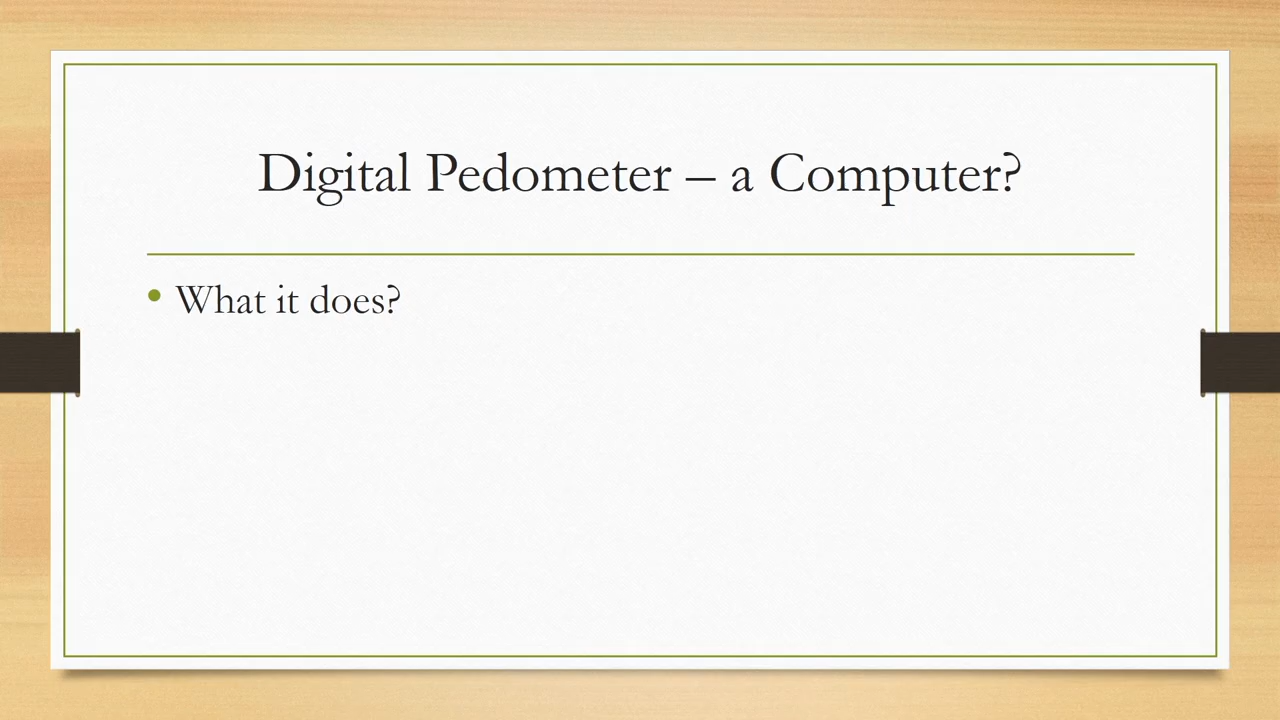 Digital Pedometer – a Computer?
• What it does?